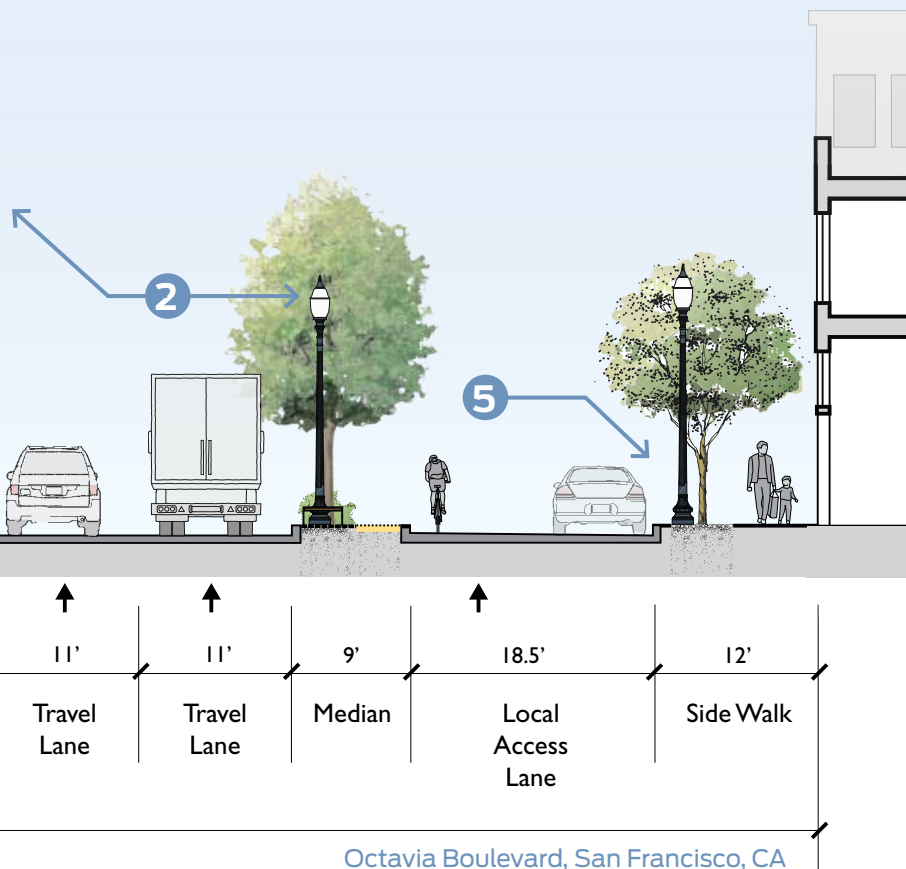 2
5
11’ 11’ 9’ 18.5’ 12’
Travel Lane
Travel Lane
Median
Local Access Lane
Side Walk
Octavia Boulevard, San Francisco, CA